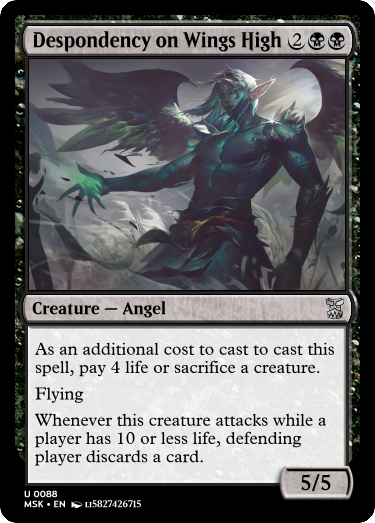 Despondency on Wings High 2
Creature — Angel
As an additional cost to cast to cast this
spell, pay 4 life or sacrifice a creature.
Flying
Whenever this creature attacks while a
player has 10 or less life, defending
player discards a card.
5/5
U 0088
MSK • EN LI5827426715